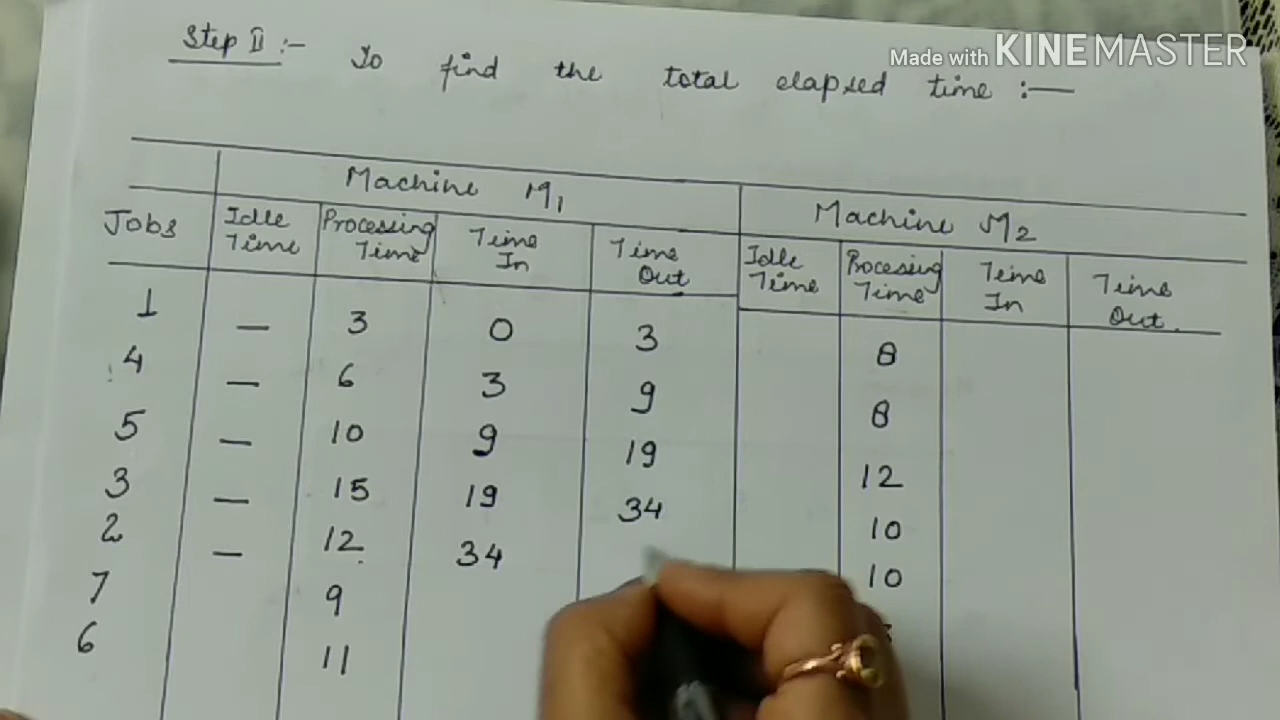 Made with KINEMASTER
Step II :- To find the total elapsed time :-
Machine M1 Machine M2
Jobs Idle Time Processing Time Time In Time Out Idle Time Procesing Time Time In Time Out
1 - 3 0 3 8
4 - 6 3 9 8
5 - 10 9 19 12
3 - 15 19 34 10
2 - 12 34 10
7 9
6 11